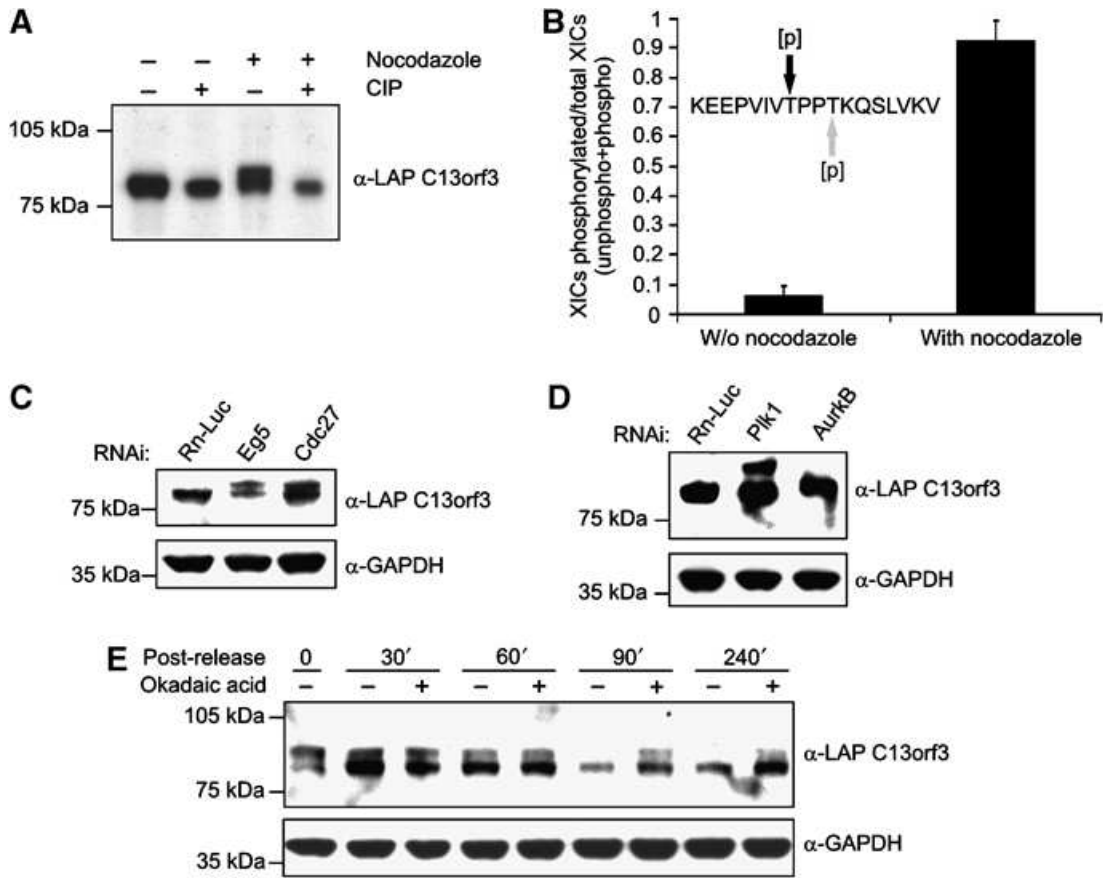 A
− − + + Nocodazole
− + − + CIP
105 kDa
75 kDa
α-LAP C13orf3
B
XICs phosphorylated/total XICs
(unphospho+phospho)
1
0.9
0.8
0.7
0.6
0.5
0.4
0.3
0.2
0.1
0
[p]
KEEPVIVTPPTKQSLVKV
[p]
W/o nocodazole With nocodazole
C
RNAi: Rn-Luc Eg5 Cdc27
75 kDa
α-LAP C13orf3
35 kDa
α-GAPDH
D
RNAi: Rn-Luc Plk1 AurkB
α-LAP C13orf3
75 kDa
α-GAPDH
35 kDa
E
Post-release 0 30′ 60′ 90′ 240′
Okadaic acid − − + − + − + − +
105 kDa
α-LAP C13orf3
75 kDa
α-GAPDH
35 kDa